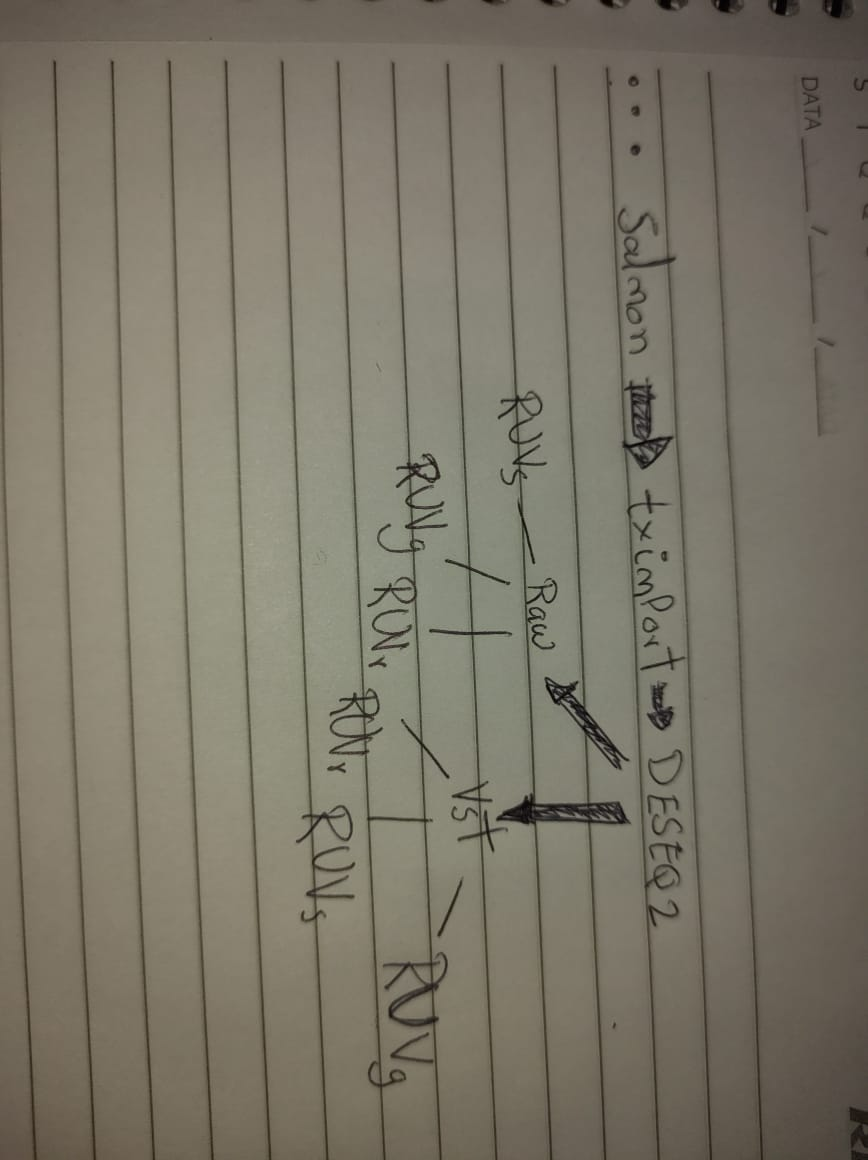 DATA / /
... Salmon → tximport → DESEQ2
RUVs Raw Vst
RUVg RUVr RUVr RUVs RUVg